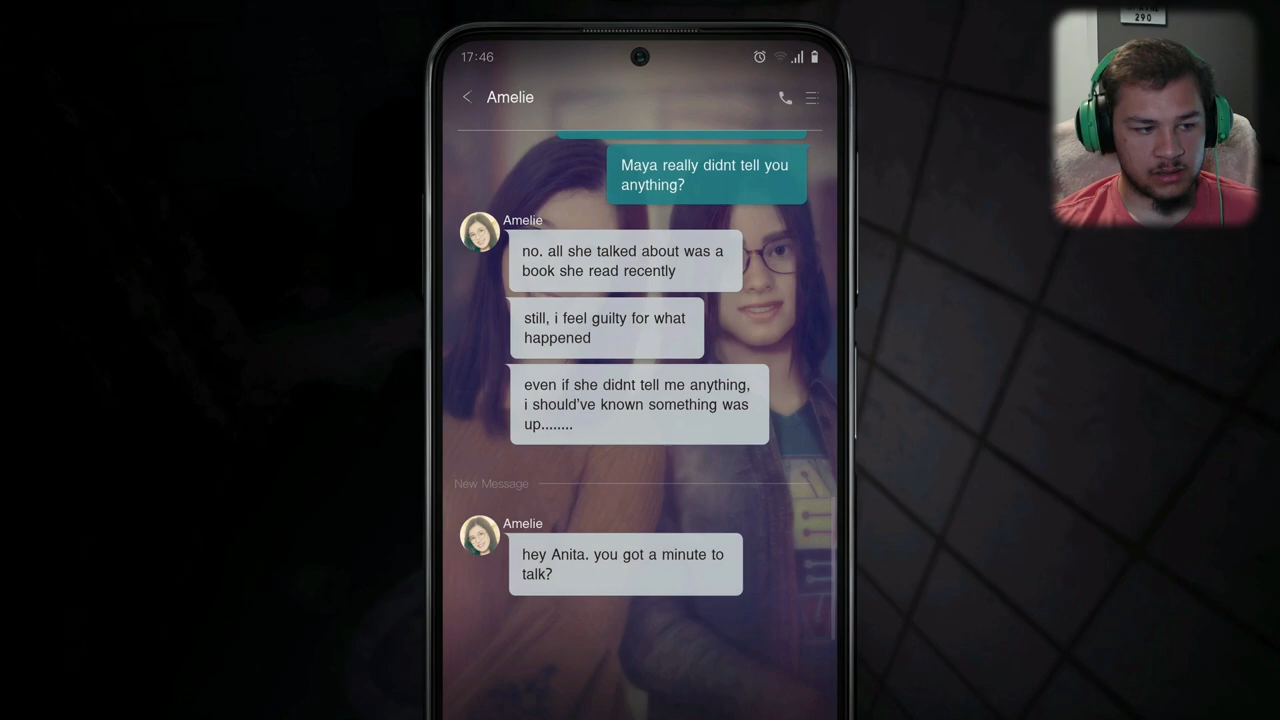 290
17:46
Amelie
Maya really didnt tell you
anything?
Amelie
no. all she talked about was a
book she read recently
still, i feel guilty for what
happened
even if she didnt tell me anything,
i should've known something was
up........
New Message
Amelie
hey Anita. you got a minute to
talk?